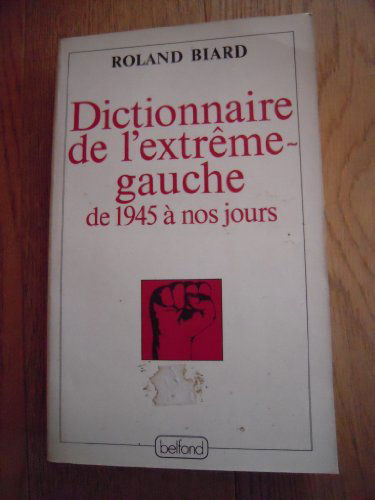 ROLAND BIARD
Dictionnaire
de l'extrême-
gauche
de 1945 à nos jours
belfond